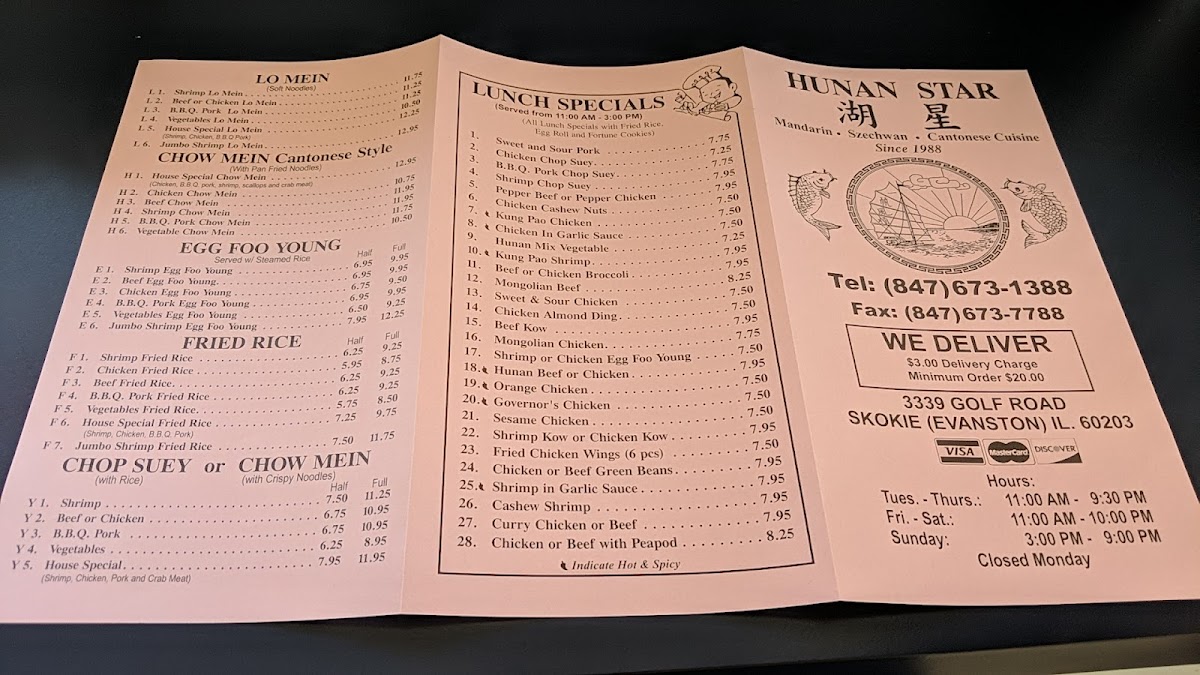 LO MEIN
(Soft Noodles)
L 1. Shrimp Lo Mein 11.75
L 2. Beef or Chicken Lo Mein 11.25
L 3. B.B.Q. Pork Lo Mein 11.25
L 4. Vegetables Lo Mein 10.50
L 5. House Special Lo Mein 12.25
(Shrimp, Chicken, B.B.Q Pork)
L 6. Jumbo Shrimp Lo Mein 12.95
CHOW MEIN Cantonese Style
(With Pan Fried Noodles)
H 1. House Special Chow Mein 12.95
(Chicken, B.B.Q. pork, shrimp, scallops and crab meat)
H 2. Chicken Chow Mein 10.75
H 3. Beef Chow Mein 11.95
H 4. Shrimp Chow Mein 11.95
H 5. B.B.Q. Pork Chow Mein 11.75
H 6. Vegetable Chow Mein 10.50
EGG FOO YOUNG
Served w/ Steamed Rice
Half Full
E 1. Shrimp Egg Foo Young 6.95 9.95
E 2. Beef Egg Foo Young 6.95 9.95
E 3. Chicken Egg Foo Young 6.75 9.50
E 4. B.B.Q. Pork Egg Foo Young 6.95 9.50
E 5. Vegetables Egg Foo Young 6.50 9.25
E 6. Jumbo Shrimp Egg Foo Young 7.95 12.25
FRIED RICE
Half Full
F 1. Shrimp Fried Rice 6.25 9.25
F 2. Chicken Fried Rice 5.95 8.75
F 3. Beef Fried Rice 6.25 9.25
F 4. B.B.Q. Pork Fried Rice 6.25 9.25
F 5. Vegetables Fried Rice 5.75 8.50
F 6. House Special Fried Rice 7.25 9.75
(Shrimp, Chicken, B.B.Q. Pork)
F 7. Jumbo Shrimp Fried Rice 7.50 11.75
CHOP SUEY or CHOW MEIN
(with Rice) (with Crispy Noodles)
Half Full
Y 1. Shrimp 7.50 11.25
Y 2. Beef or Chicken 6.75 10.95
Y 3. B.B.Q. Pork 6.75 10.95
Y 4. Vegetables 6.25 8.95
Y 5. House Special 7.95 11.95
(Shrimp, Chicken, Pork and Crab Meat)
LUNCH SPECIALS
(Served from 11:00 AM - 3:00 PM)
(All Lunch Specials with Fried Rice,
Egg Roll and Fortune Cookies)
1. Sweet and Sour Pork 7.75
2. Chicken Chop Suey 7.25
3. B.B.Q. Pork Chop Suey 7.75
4. Shrimp Chop Suey 7.95
5. Pepper Beef or Pepper Chicken 7.95
6. Chicken Cashew Nuts 7.50
7. Kung Pao Chicken 7.50
8. Chicken In Garlic Sauce 7.50
9. Hunan Mix Vegetable 7.25
10. Kung Pao Shrimp 7.95
11. Beef or Chicken Broccoli 7.95
12. Mongolian Beef 8.25
13. Sweet & Sour Chicken 7.50
14. Chicken Almond Ding 7.50
15. Beef Kow 7.95
16. Mongolian Chicken 7.75
17. Shrimp or Chicken Egg Foo Young 7.50
18. Hunan Beef or Chicken 7.95
19. Orange Chicken 7.50
20. Governor's Chicken 7.50
21. Sesame Chicken 7.50
22. Shrimp Kow or Chicken Kow 7.95
23. Fried Chicken Wings (6 pcs) 7.50
24. Chicken or Beef Green Beans 7.95
25. Shrimp in Garlic Sauce 7.95
26. Cashew Shrimp 7.95
27. Curry Chicken or Beef 7.95
28. Chicken or Beef with Peapod 8.25
Indicate Hot & Spicy
HUNAN STAR
湖 星
Mandarin • Szechwan • Cantonese Cuisine
Since 1988
Tel: (847)673-1388
Fax: (847)673-7788
WE DELIVER
$3.00 Delivery Charge
Minimum Order $20.00
3339 GOLF ROAD
SKOKIE (EVANSTON) IL. 60203
VISA MasterCard DISCOVER
Hours:
Tues. - Thurs.: 11:00 AM - 9:30 PM
Fri. - Sat.: 11:00 AM - 10:00 PM
Sunday: 3:00 PM - 9:00 PM
Closed Monday